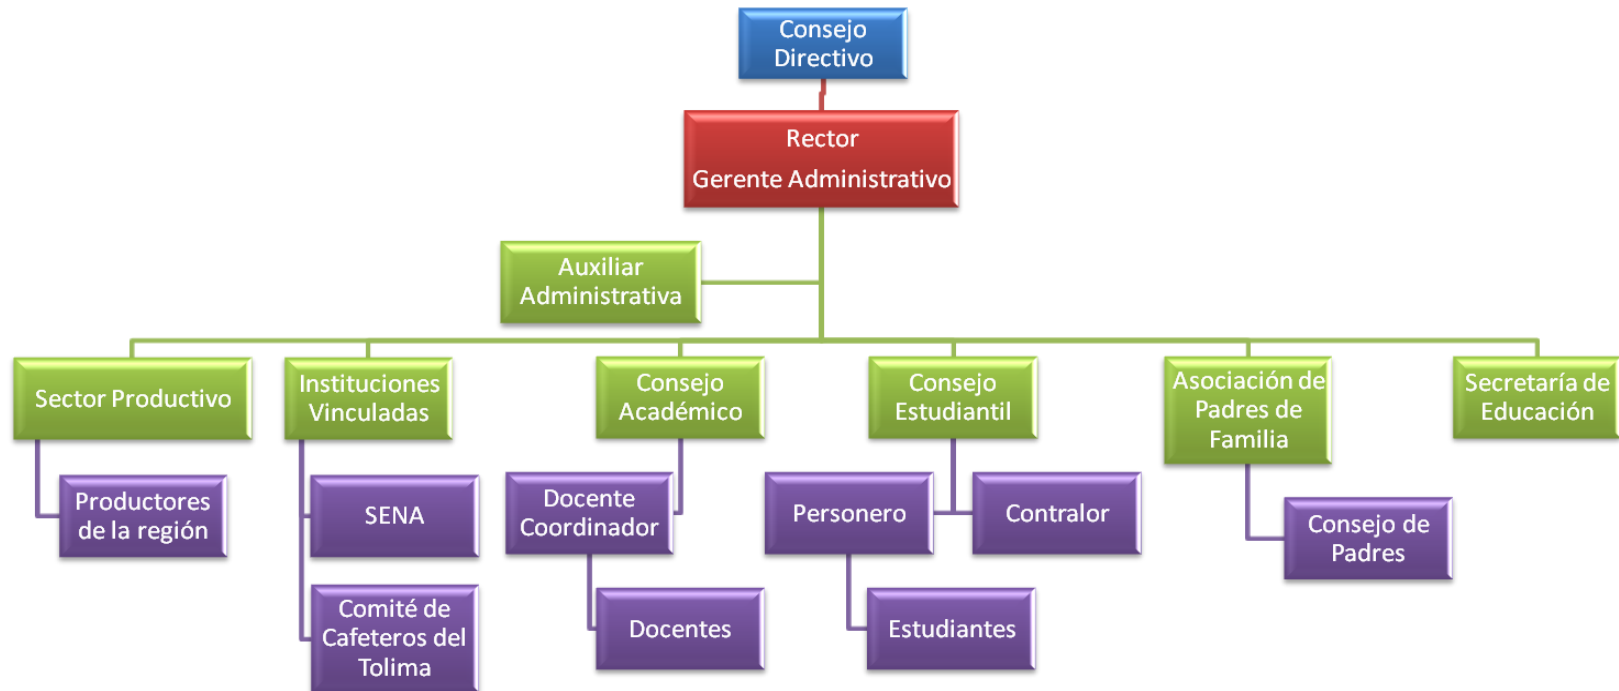 Consejo
Directivo
Rector
Gerente Administrativo
Auxiliar
Administrativa
Sector Productivo
Instituciones
Vinculadas
Consejo
Académico
Consejo
Estudiantil
Asociación de
Padres de
Familia
Secretaría de
Educación
Productores
de la región
SENA
Comité de
Cafeteros del
Tolima
Docente
Coordinador
Docentes
Personero
Contralor
Estudiantes
Consejo de
Padres